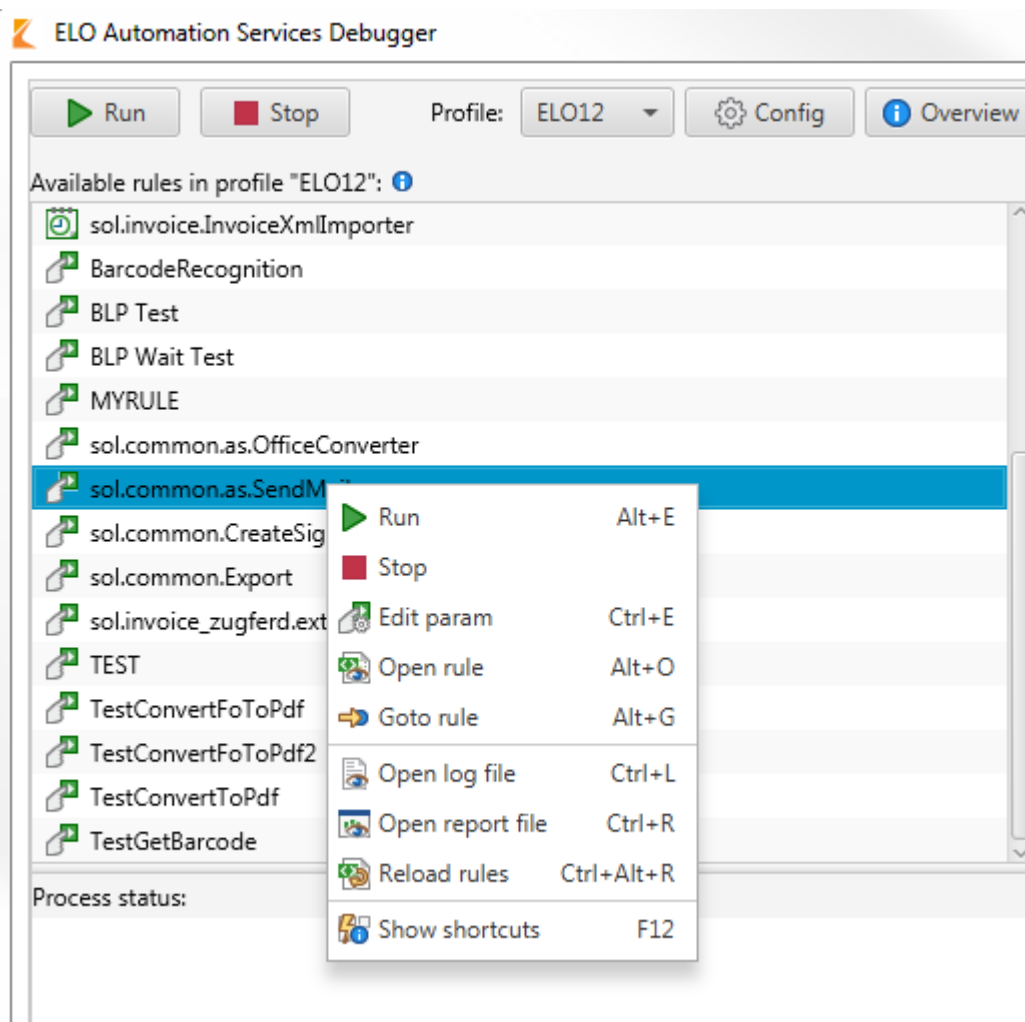 ELO Automation Services Debugger
Run Stop Profile: ELO12 Config Overview
Available rules in profile "ELO12":
sol.invoice.InvoiceXmlImporter
BarcodeRecognition
BLP Test
BLP Wait Test
MYRULE
sol.common.as.OfficeConverter
sol.common.as.SendM
sol.common.CreateSig
sol.common.Export
sol.invoice_zugferd.ext
TEST
TestConvertFoToPdf
TestConvertFoToPdf2
TestConvertToPdf
TestGetBarcode
Run Alt+E
Stop
Edit param Ctrl+E
Open rule Alt+O
Goto rule Alt+G
Open log file Ctrl+L
Open report file Ctrl+R
Reload rules Ctrl+Alt+R
Show shortcuts F12
Process status: